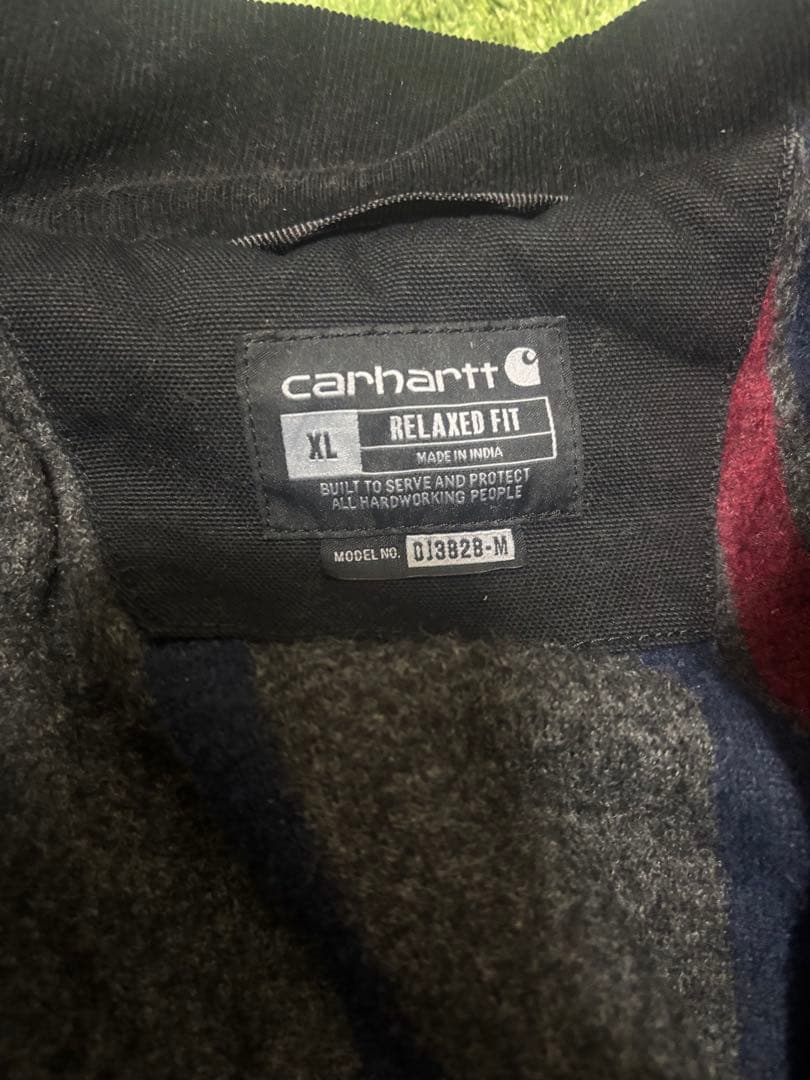 carhartt
XL
RELAXED FIT
MADE IN INDIA
BUILT TO SERVE AND PROTECT
ALL HARDWORKING PEOPLE
MODEL NO. OJ3828-M